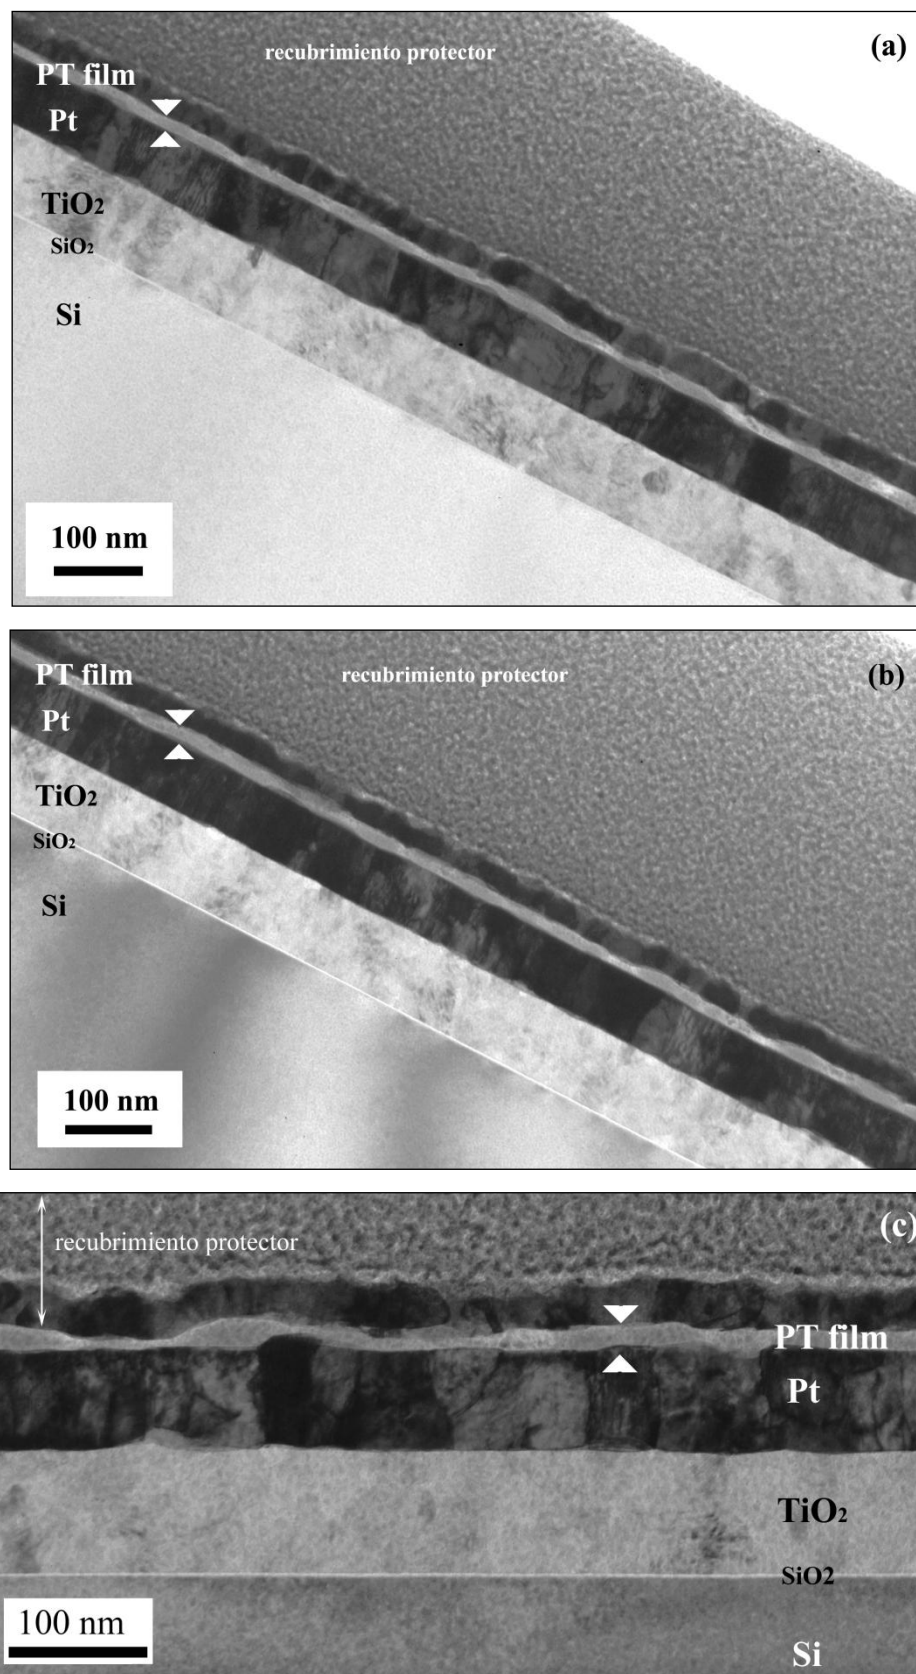 recubrimiento protector
(a)
PT film
Pt
TiO₂
SiO₂
Si
100 nm
recubrimiento protector
(b)
PT film
Pt
TiO₂
SiO₂
Si
100 nm
(c)
recubrimiento protector
PT film
Pt
TiO₂
SiO2
100 nm
Si